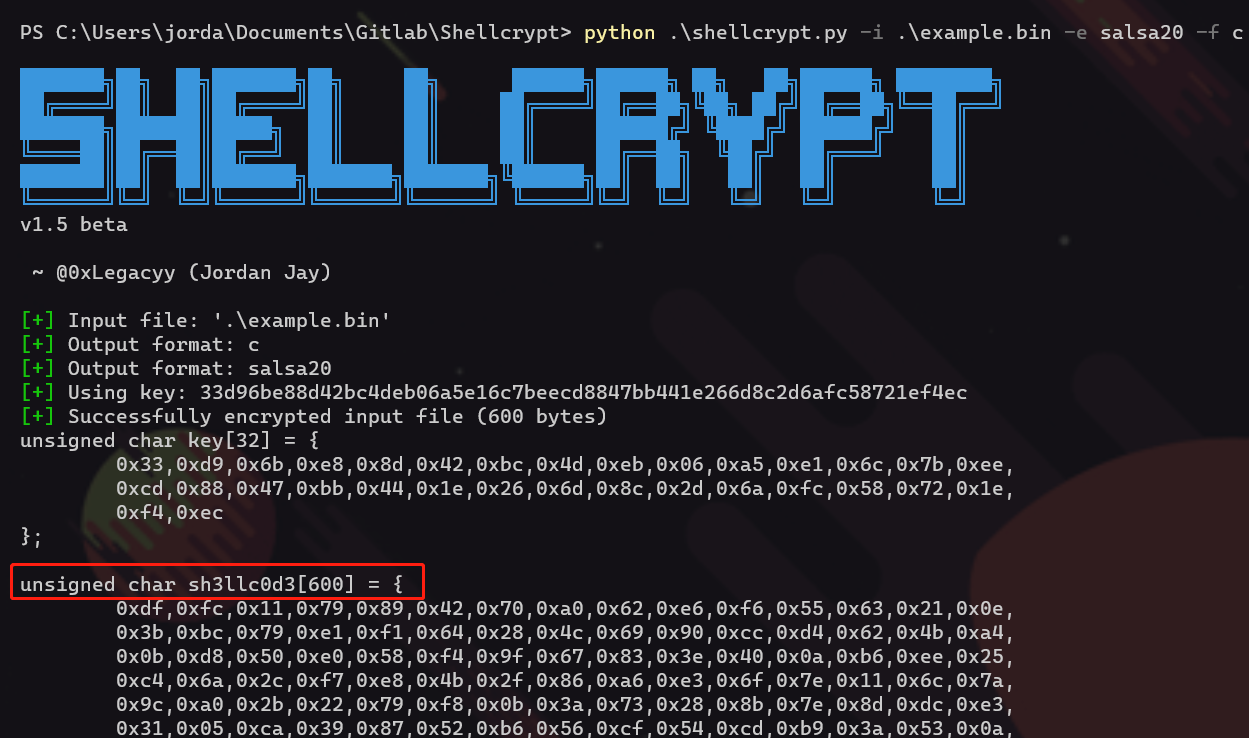 PS C:\Users\jorda\Documents\Gitlab\Shellcrypt> python .\shellcrypt.py -i .\example.bin -e salsa20 -f c
SHELLCRYPT
v1.5 beta
~ @0xLegacyy (Jordan Jay)
[+] Input file: '.\example.bin'
[+] Output format: c
[+] Output format: salsa20
[+] Using key: 33d96be88d42bc4deb06a5e16c7beecd8847bb441e266d8c2d6afc58721ef4ec
[+] Successfully encrypted input file (600 bytes)
unsigned char key[32] = {
0x33,0xd9,0x6b,0xe8,0x8d,0x42,0xbc,0x4d,0xeb,0x06,0xa5,0xe1,0x6c,0x7b,0xee,
0xcd,0x88,0x47,0xbb,0x44,0x1e,0x26,0x6d,0x8c,0x2d,0x6a,0xfc,0x58,0x72,0x1e,
0xf4,0xec
};
unsigned char sh3llc0d3[600] = {
0xdf,0xfc,0x11,0x79,0x89,0x42,0x70,0xa0,0x62,0xe6,0xf6,0x55,0x63,0x21,0x0e,
0x3b,0xbc,0x79,0xe1,0xf1,0x64,0x28,0x4c,0x69,0x90,0xcc,0xd4,0x62,0x4b,0xa4,
0x0b,0xd8,0x50,0xe0,0x58,0xf4,0x9f,0x67,0x83,0x3e,0x40,0x0a,0xb6,0xee,0x25,
0xc4,0x6a,0x2c,0xf7,0xe8,0x4b,0x2f,0x86,0xa6,0xe3,0x6f,0x7e,0x11,0x6c,0x7a,
0x9c,0xa0,0x2b,0x22,0x79,0xf8,0x0b,0x3a,0x73,0x28,0x8b,0x7e,0x8d,0xdc,0xe3,
0x31,0x05,0xca,0x39,0x87,0x52,0xb6,0x56,0xcf,0x54,0xcd,0xb9,0x3a,0x53,0x0a,